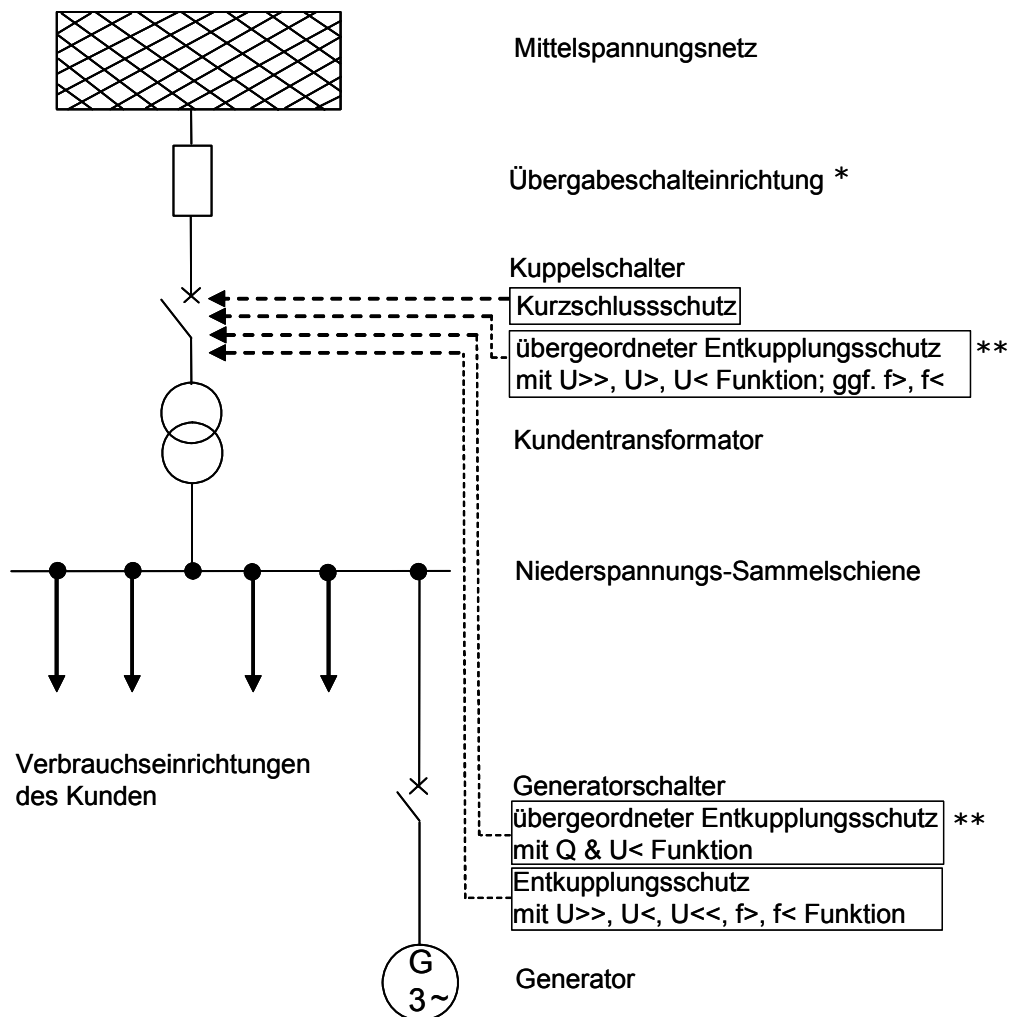 Mittelspannungsnetz
Übergabeschalteinrichtung *
Kuppelschalter
Kurzschlussschutz
übergeordneter Entkupplungsschutz **
mit U>>, U>, U< Funktion; ggf. f>, f<
Kundentransformator
Niederspannungs-Sammelschiene
Verbrauchseinrichtungen
des Kunden
Generatorschalter
übergeordneter Entkupplungsschutz **
mit Q & U< Funktion
Entkupplungsschutz
mit U>>, U<, U<<, f>, f< Funktion
G
3~
Generator